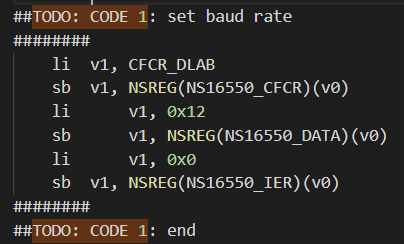 ##TODO: CODE 1: set baud rate
########
    li  v1, CFCR_DLAB
    sb  v1, NSREG(NS16550_CFCR)(v0)
    li      v1, 0x12
    sb      v1, NSREG(NS16550_DATA)(v0)
    li      v1, 0x0
    sb  v1, NSREG(NS16550_IER)(v0)
########
##TODO: CODE 1: end